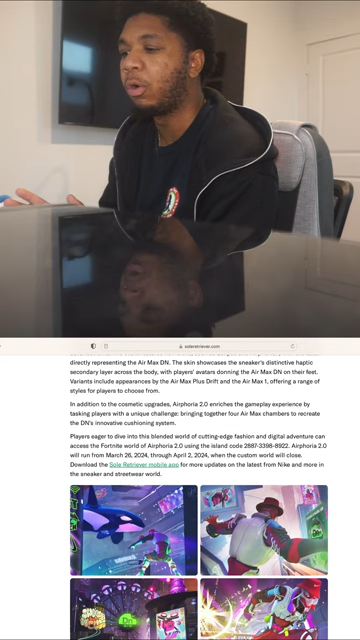 soleretriever.com
directly representing the Air Max DN. The skin showcases the sneaker's distinctive haptic
secondary layer across the body, with players' avatars donning the Air Max DN on their feet.
Variants include appearances by the Air Max Plus Drift and the Air Max 1, offering a range of
styles for players to choose from.
In addition to the cosmetic upgrades, Airphoria 2.0 enriches the gameplay experience by
tasking players with a unique challenge: bringing together four Air Max chambers to recreate
the DN's innovative cushioning system.
Players eager to dive into this blended world of cutting-edge fashion and digital adventure can
access the Fortnite world of Airphoria 2.0 using the island code 2887-3398-8922. Airphoria 2.0
will run from March 26, 2024, through April 2, 2024, when the custom world will close.
Download the Sole Retriever mobile app for more updates on the latest from Nike and more in
the sneaker and streetwear world.